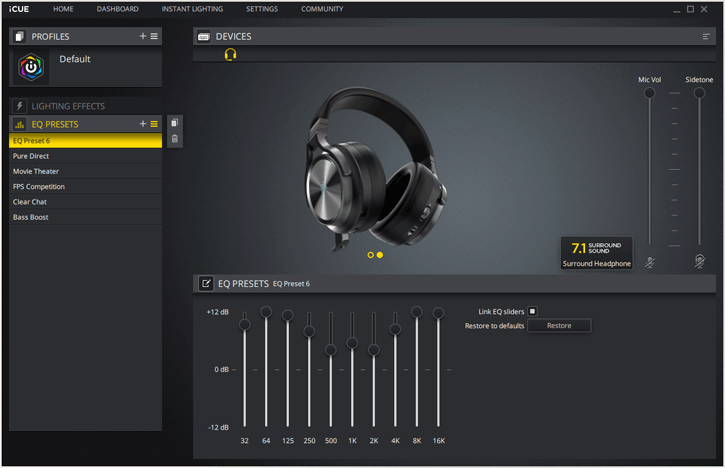 iCUE HOME DASHBOARD INSTANT LIGHTING SETTINGS COMMUNITY
PROFILES
Default
LIGHTING EFFECTS
EQ PRESETS
EQ Preset 6
Pure Direct
Movie Theater
FPS Competition
Clear Chat
Bass Boost
DEVICES
Mic Vol Sidetone
7.1 SURROUND SOUND
Surround Headphone
EQ PRESETS EQ Preset 6
+12 dB
0 dB
-12 dB
32 64 125 250 500 1K 2K 4K 8K 16K
Link EQ sliders
Restore to defaults Restore